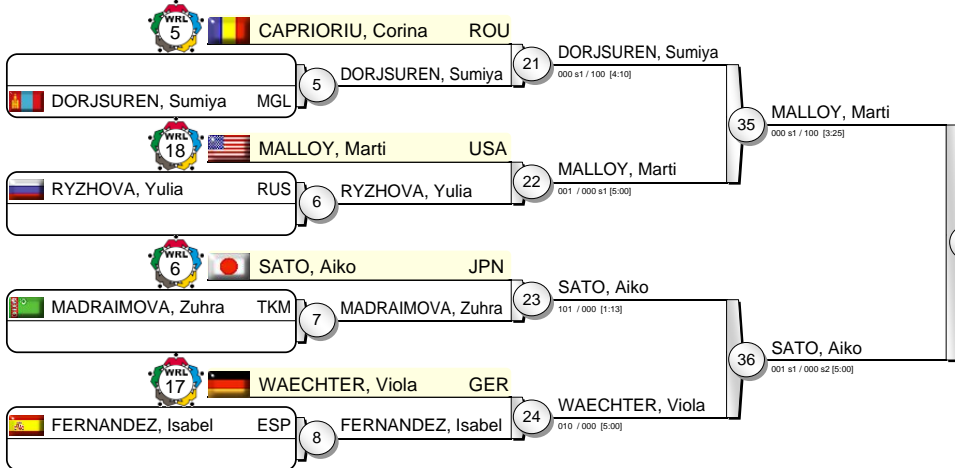 WRL
5
CAPRIORIU, Corina ROU
DORJSUREN, Sumiya MGL
5
DORJSUREN, Sumiya
21
DORJSUREN, Sumiya
000 s1 / 100 [4:10]
WRL
18
MALLOY, Marti USA
RYZHOVA, Yulia RUS
6
RYZHOVA, Yulia
22
MALLOY, Marti
001 / 000 s1 [5:00]
35
MALLOY, Marti
000 s1 / 100 [3:25]
WRL
6
SATO, Aiko JPN
MADRAIMOVA, Zuhra TKM
7
MADRAIMOVA, Zuhra
23
SATO, Aiko
101 / 000 [1:13]
WRL
17
WAECHTER, Viola GER
FERNANDEZ, Isabel ESP
8
FERNANDEZ, Isabel
24
WAECHTER, Viola
010 / 000 [5:00]
36
SATO, Aiko
001 s1 / 000 s2 [5:00]